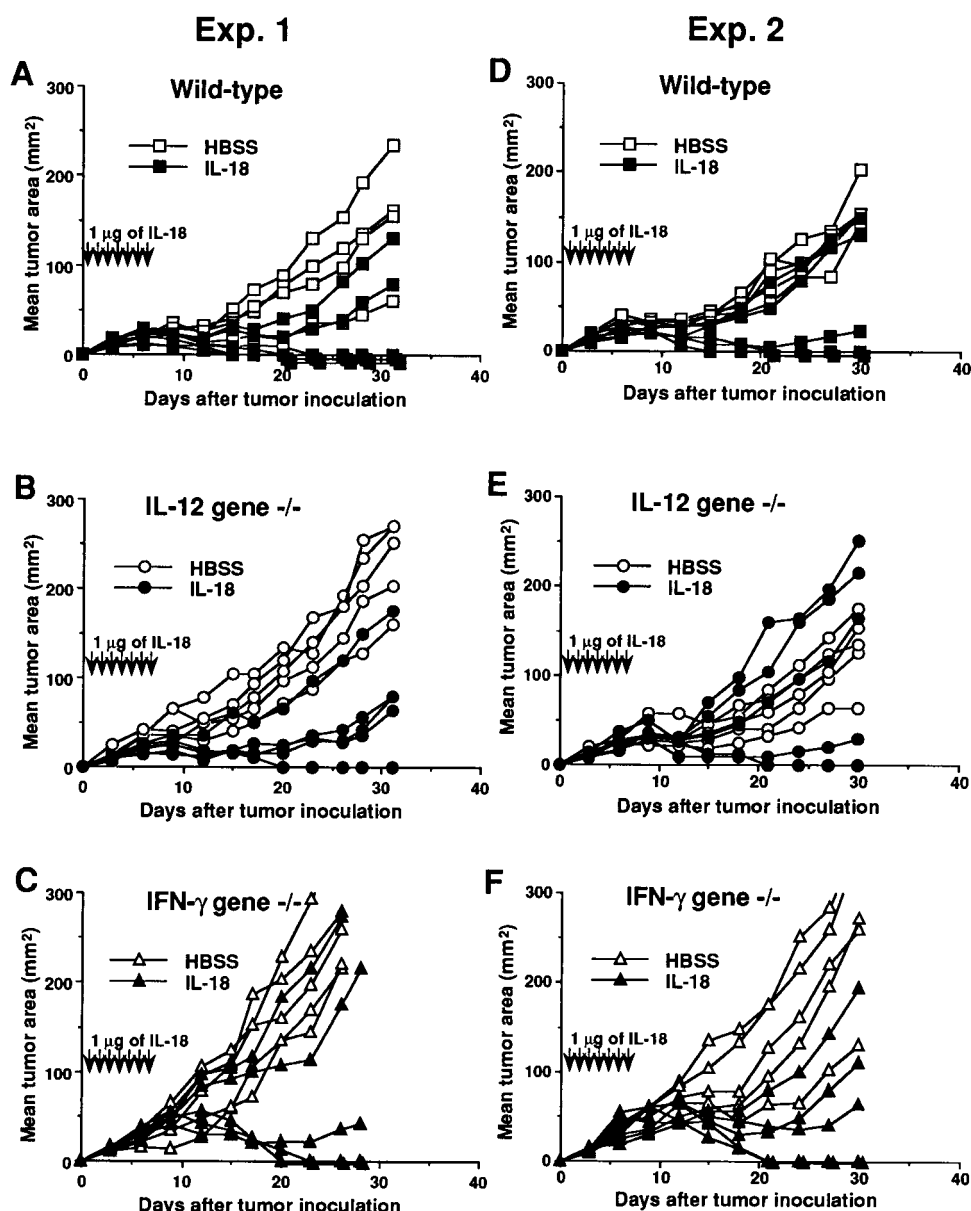 Exp. 1
Exp. 2
A
Wild-type
300
200
100
0
Mean tumor area (mm²)
HBSS
IL-18
1 µg of IL-18
0 10 20 30 40
Days after tumor inoculation
D
Wild-type
300
200
100
0
Mean tumor area (mm²)
HBSS
IL-18
1 µg of IL-18
0 10 20 30 40
Days after tumor inoculation
B
IL-12 gene -/-
300
200
100
0
Mean tumor area (mm²)
HBSS
IL-18
1 µg of IL-18
0 10 20 30 40
Days after tumor inoculation
E
IL-12 gene -/-
300
200
100
0
Mean tumor area (mm²)
HBSS
IL-18
1 µg of IL-18
0 10 20 30 40
Days after tumor inoculation
C
IFN-γ gene -/-
300
200
100
0
Mean tumor area (mm²)
HBSS
IL-18
1 µg of IL-18
0 10 20 30 40
Days after tumor inoculation
F
IFN-γ gene -/-
300
200
100
0
Mean tumor area (mm²)
HBSS
IL-18
1 µg of IL-18
0 10 20 30 40
Days after tumor inoculation